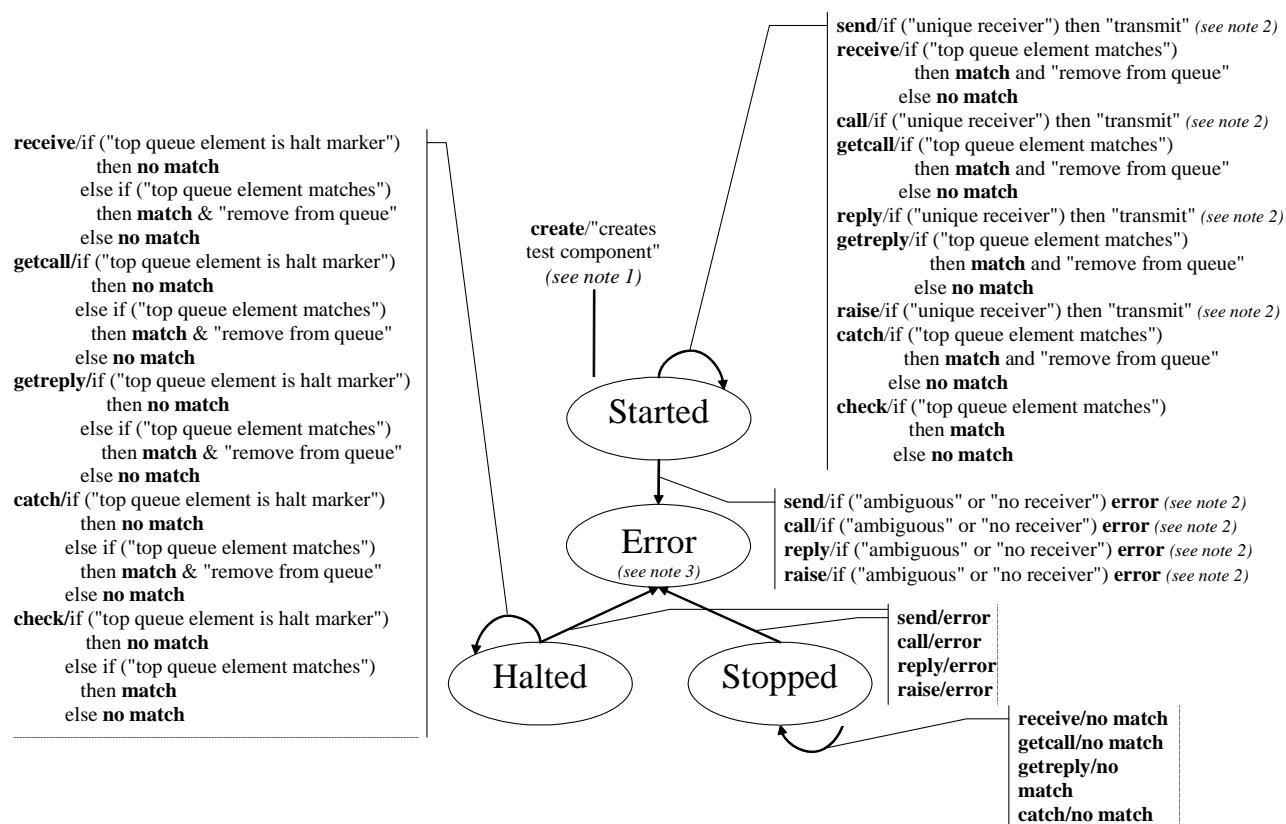 send/if ("unique receiver") then "transmit" (see note 2)
receive/if ("top queue element matches")
then match and "remove from queue"
else no match
call/if ("unique receiver") then "transmit" (see note 2)
getcall/if ("top queue element matches")
then match and "remove from queue"
else no match
reply/if ("unique receiver") then "transmit" (see note 2)
getreply/if ("top queue element matches")
then match and "remove from queue"
else no match
raise/if ("unique receiver") then "transmit" (see note 2)
catch/if ("top queue element matches")
then match and "remove from queue"
else no match
check/if ("top queue element matches")
then match
else no match
receive/if ("top queue element is halt marker")
then no match
else if ("top queue element matches")
then match & "remove from queue"
else no match
getcall/if ("top queue element is halt marker")
then no match
else if ("top queue element matches")
then match & "remove from queue"
else no match
getreply/if ("top queue element is halt marker")
then no match
else if ("top queue element matches")
then match & "remove from queue"
else no match
catch/if ("top queue element is halt marker")
then no match
else if ("top queue element matches")
then match & "remove from queue"
else no match
check/if ("top queue element is halt marker")
then no match
else if ("top queue element matches")
then match
else no match
create/"creates
test component"
(see note 1)
Started
send/if ("ambiguous" or "no receiver") error (see note 2)
call/if ("ambiguous" or "no receiver") error (see note 2)
reply/if ("ambiguous" or "no receiver") error (see note 2)
raise/if ("ambiguous" or "no receiver") error (see note 2)
Error
(see note 3)
send/error
call/error
reply/error
raise/error
Halted
Stopped
receive/no match
getcall/no match
getreply/no
match
catch/no match